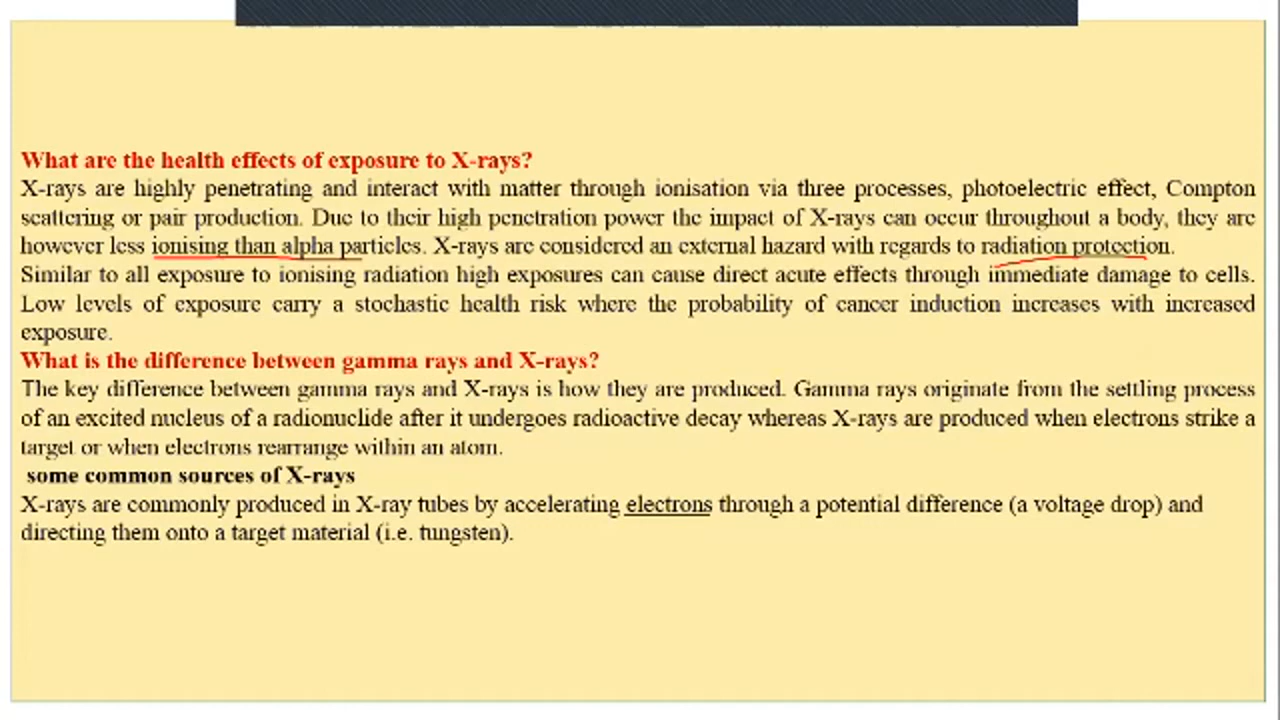 What are the health effects of exposure to X-rays?
X-rays are highly penetrating and interact with matter through ionisation via three processes, photoelectric effect, Compton
scattering or pair production. Due to their high penetration power the impact of X-rays can occur throughout a body, they are
however less ionising than alpha particles. X-rays are considered an external hazard with regards to radiation protection.
Similar to all exposure to ionising radiation high exposures can cause direct acute effects through immediate damage to cells.
Low levels of exposure carry a stochastic health risk where the probability of cancer induction increases with increased
exposure.
What is the difference between gamma rays and X-rays?
The key difference between gamma rays and X-rays is how they are produced. Gamma rays originate from the settling process
of an excited nucleus of a radionuclide after it undergoes radioactive decay whereas X-rays are produced when electrons strike a
target or when electrons rearrange within an atom.
some common sources of X-rays
X-rays are commonly produced in X-ray tubes by accelerating electrons through a potential difference (a voltage drop) and
directing them onto a target material (i.e. tungsten).